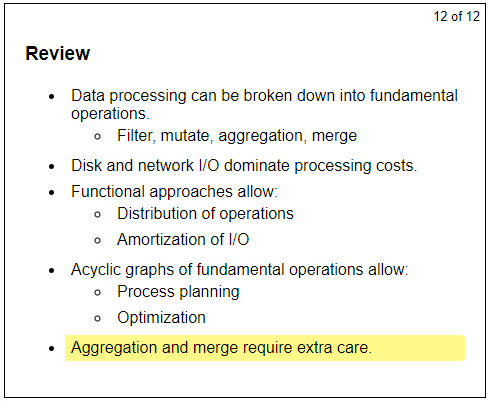 12 of 12
Review
Data processing can be broken down into fundamental
operations.
Filter, mutate, aggregation, merge
Disk and network I/O dominate processing costs.
Functional approaches allow:
Distribution of operations
Amortization of I/O
Acyclic graphs of fundamental operations allow:
Process planning
Optimization
Aggregation and merge require extra care.